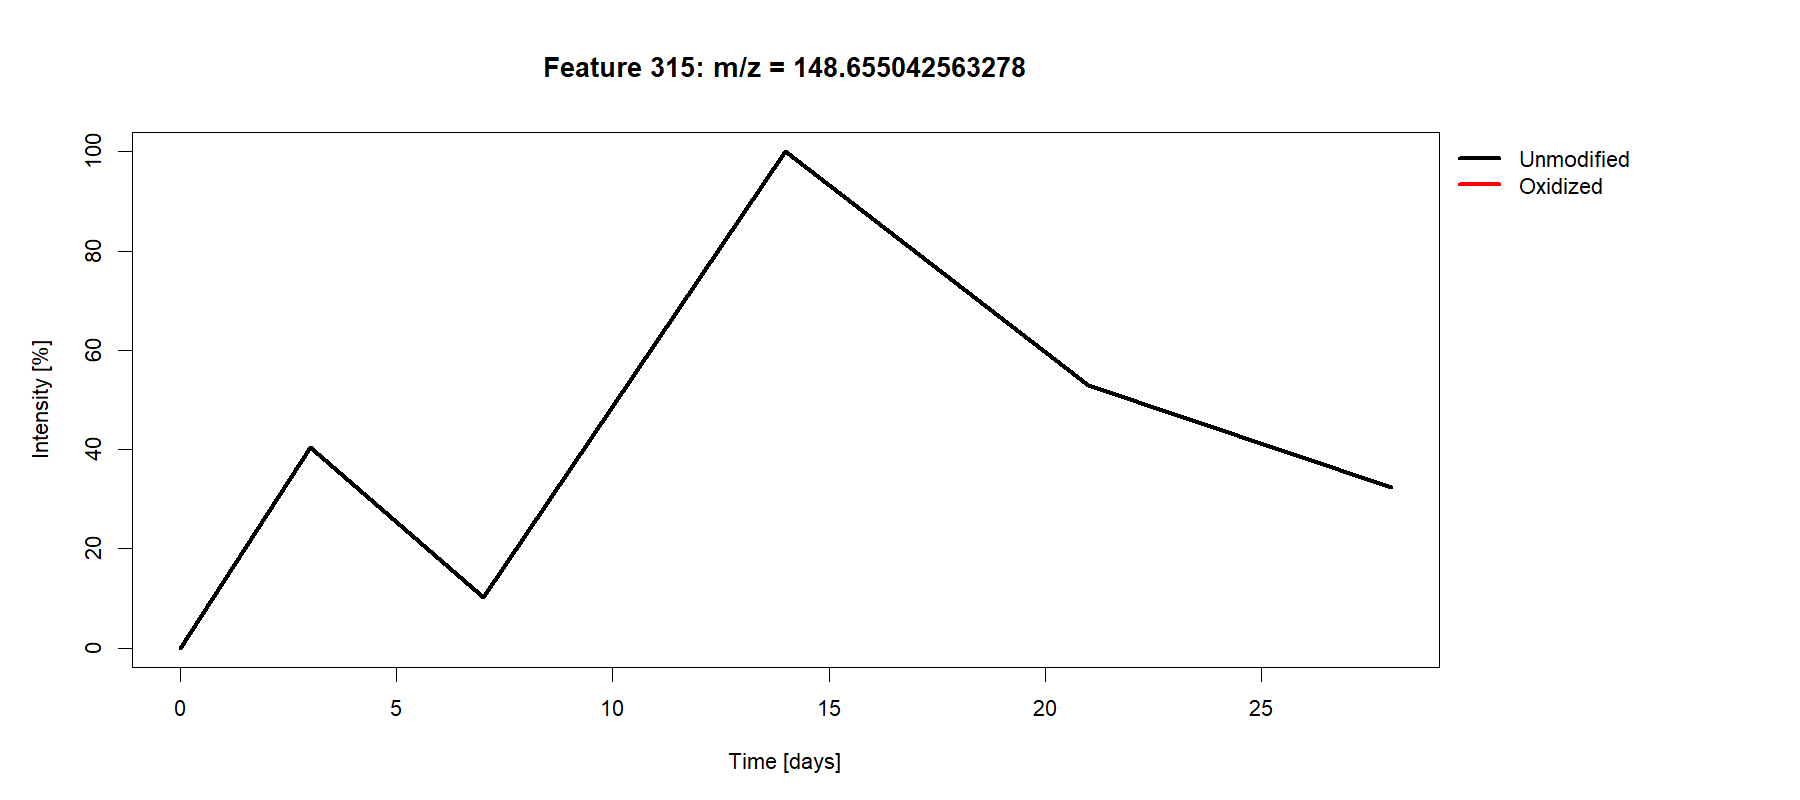 Feature 315: m/z = 148.655042563278
Unmodified
Oxidized
Intensity [%]
100
80
60
40
20
0
0 5 10 15 20 25
Time [days]